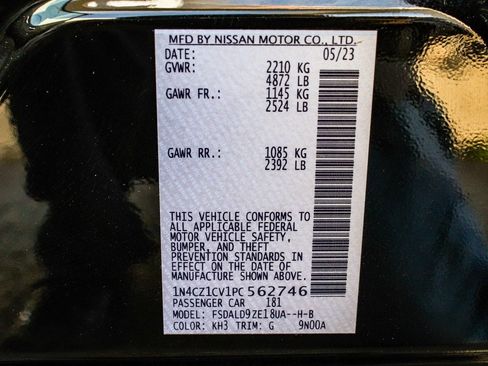 MFD BY NISSAN MOTOR CO., LTD.
DATE: 05/23
GVWR: 2210 KG
4872 LB
GAWR FR.: 1145 KG
2524 LB
GAWR RR.: 1085 KG
2392 LB
THIS VEHICLE CONFORMS TO
ALL APPLICABLE FEDERAL
MOTOR VEHICLE SAFETY,
BUMPER, AND THEFT
PREVENTION STANDARDS IN
EFFECT ON THE DATE OF
MANUFACTURE SHOWN ABOVE.
1N4CZ1CV1PC562746
PASSENGER CAR 181
MODEL: FSDALD9ZE18UA--H-B
COLOR: KH3 TRIM: G 9N00A